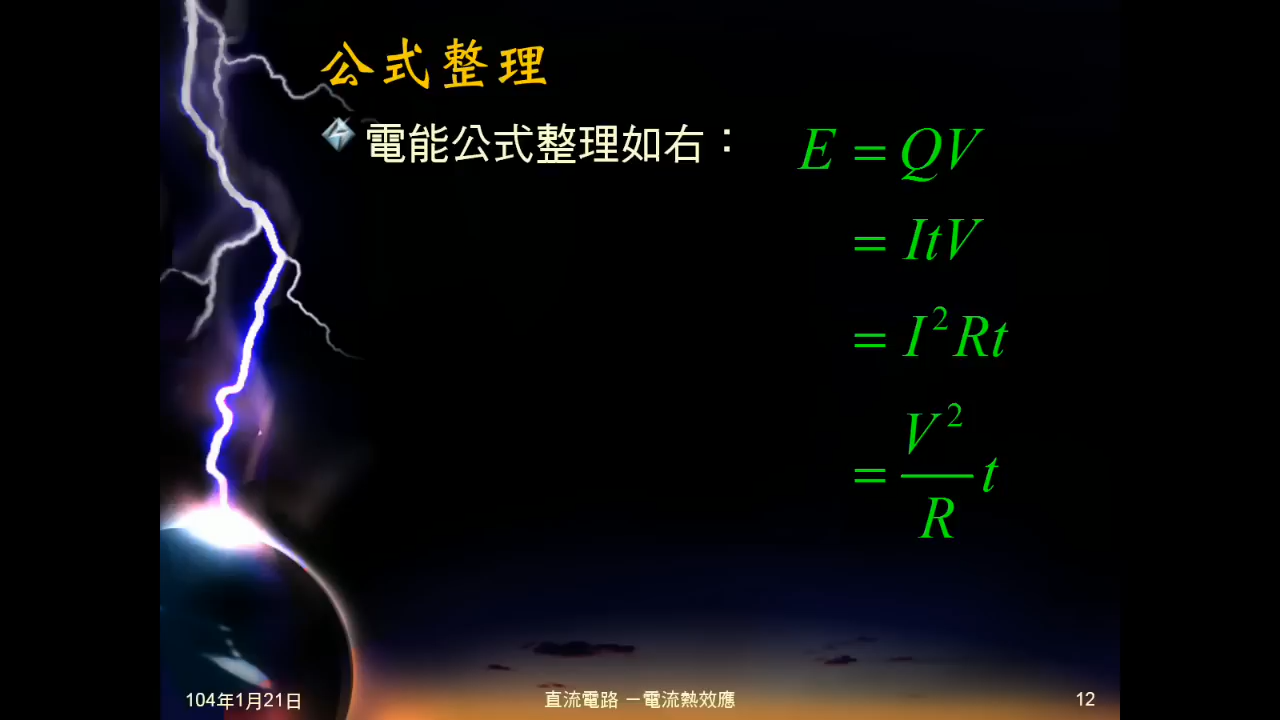 公式整理
電能公式整理如右：
E = QV
= ItV
= I²Rt
= V²/R t
104年1月21日
直流電路 －電流熱效應
12